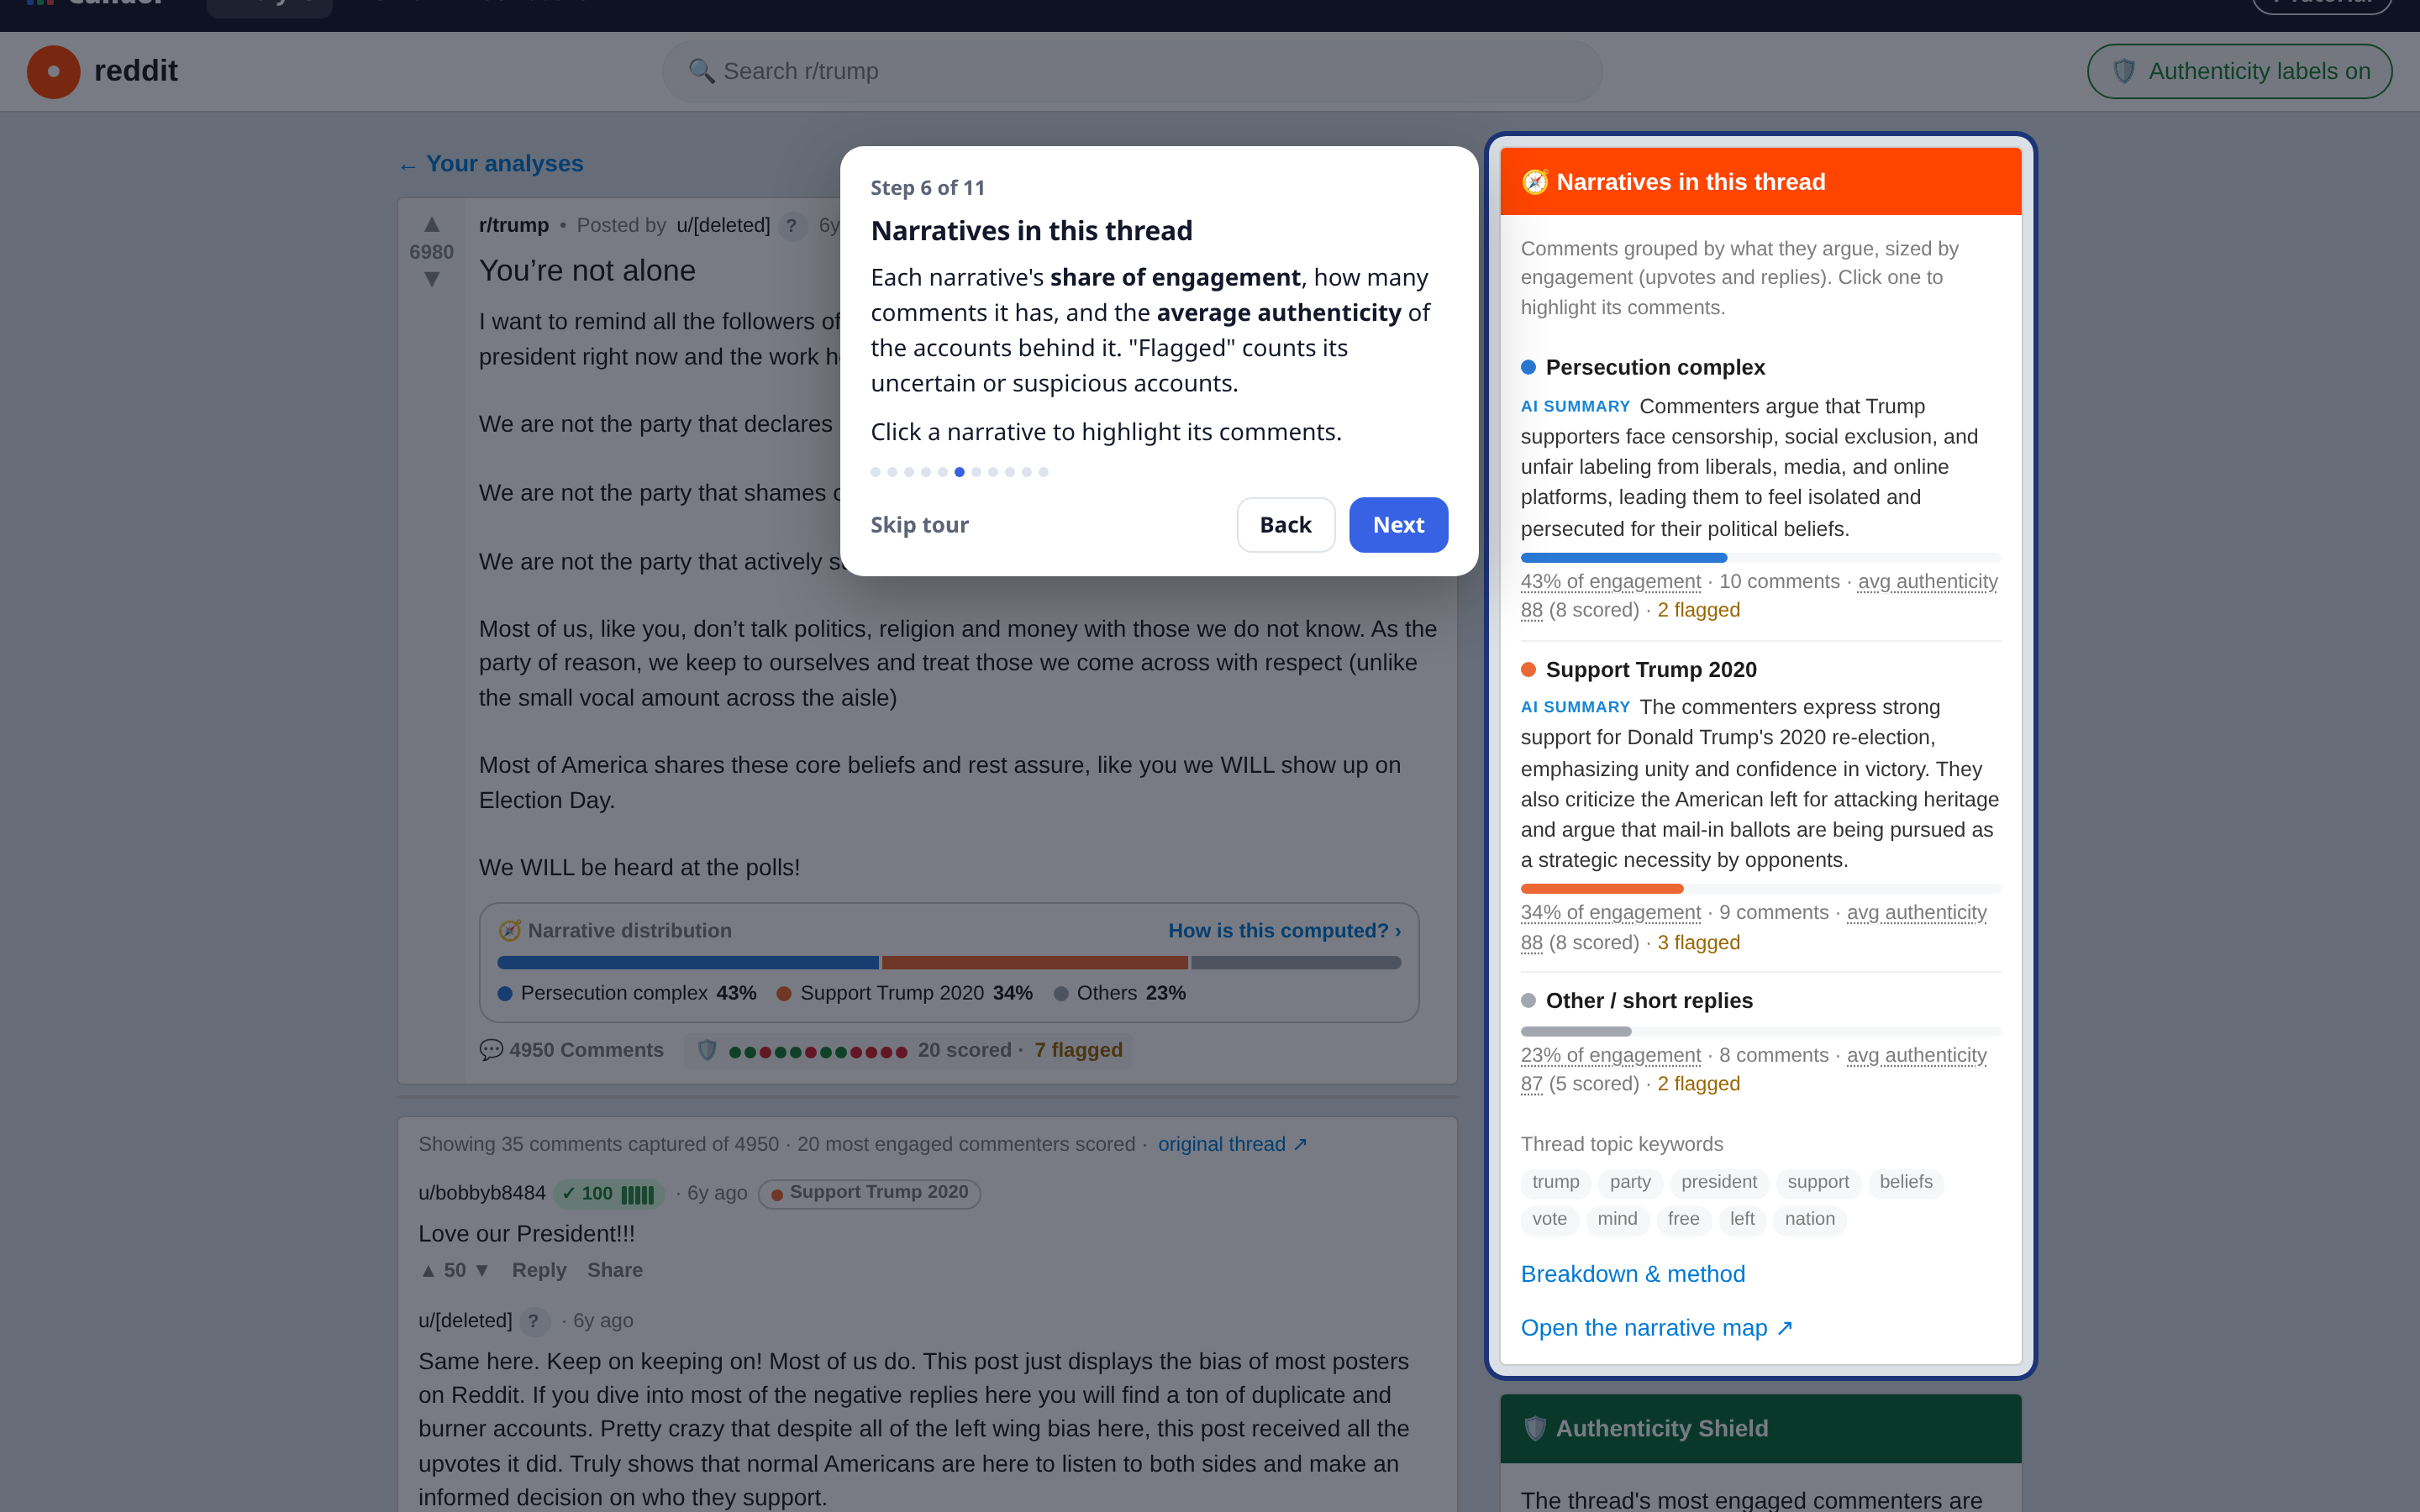 reddit
🔍 Search r/trump
🛡️ Authenticity labels on
← Your analyses
6980
r/trump • Posted by u/[deleted] ? 6y
You're not alone
I want to remind all the followers of
president right now and the work he
We are not the party that declares
We are not the party that shames
We are not the party that actively
Most of us, like you, don't talk politics, religion and money with those we do not know. As the
party of reason, we keep to ourselves and treat those we come across with respect (unlike
the small vocal amount across the aisle)
Most of America shares these core beliefs and rest assure, like you we WILL show up on
Election Day.
We WILL be heard at the polls!
🧭 Narrative distribution
How is this computed? ›
Persecution complex 43% Support Trump 2020 34% Others 23%
💬 4950 Comments 🛡️ 20 scored · 7 flagged
Showing 35 comments captured of 4950 · 20 most engaged commenters scored · original thread ↗
u/bobbyb8484 ✓ 100 · 6y ago Support Trump 2020
Love our President!!!
▲ 50 ▼ Reply Share
u/[deleted] ? · 6y ago
Same here. Keep on keeping on! Most of us do. This post just displays the bias of most posters
on Reddit. If you dive into most of the negative replies here you will find a ton of duplicate and
burner accounts. Pretty crazy that despite all of the left wing bias here, this post received all the
upvotes it did. Truly shows that normal Americans are here to listen to both sides and make an
informed decision on who they support.
Step 6 of 11
Narratives in this thread
Each narrative's share of engagement, how many
comments it has, and the average authenticity of
the accounts behind it. "Flagged" counts its
uncertain or suspicious accounts.
Click a narrative to highlight its comments.
Skip tour
Back
Next
🧭 Narratives in this thread
Comments grouped by what they argue, sized by
engagement (upvotes and replies). Click one to
highlight its comments.
Persecution complex
AI SUMMARY Commenters argue that Trump
supporters face censorship, social exclusion, and
unfair labeling from liberals, media, and online
platforms, leading them to feel isolated and
persecuted for their political beliefs.
43% of engagement · 10 comments · avg authenticity
88 (8 scored) · 2 flagged
Support Trump 2020
AI SUMMARY The commenters express strong
support for Donald Trump's 2020 re-election,
emphasizing unity and confidence in victory. They
also criticize the American left for attacking heritage
and argue that mail-in ballots are being pursued as
a strategic necessity by opponents.
34% of engagement · 9 comments · avg authenticity
88 (8 scored) · 3 flagged
Other / short replies
23% of engagement · 8 comments · avg authenticity
87 (5 scored) · 2 flagged
Thread topic keywords
trump party president support beliefs
vote mind free left nation
Breakdown & method
Open the narrative map ↗
🛡️ Authenticity Shield
The thread's most engaged commenters are